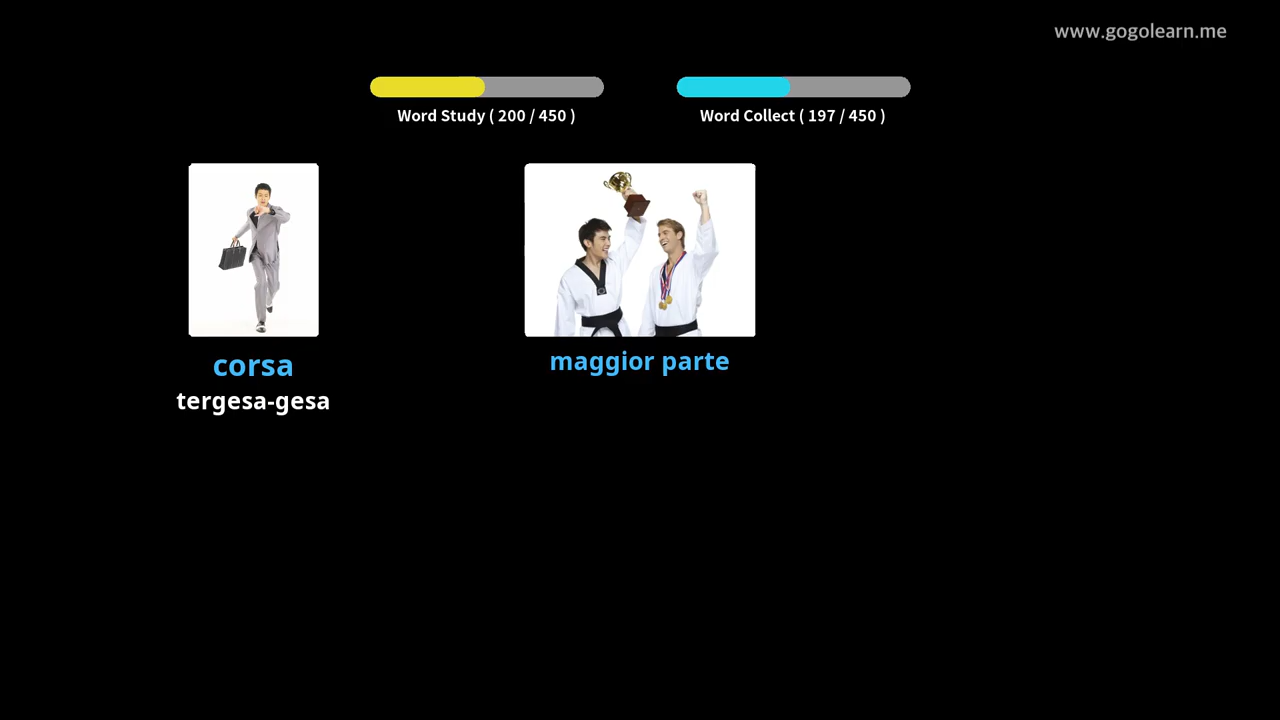 www.gogolearn.me
Word Study ( 200 / 450 )
Word Collect ( 197 / 450 )
corsa
tergesa-gesa
maggior parte